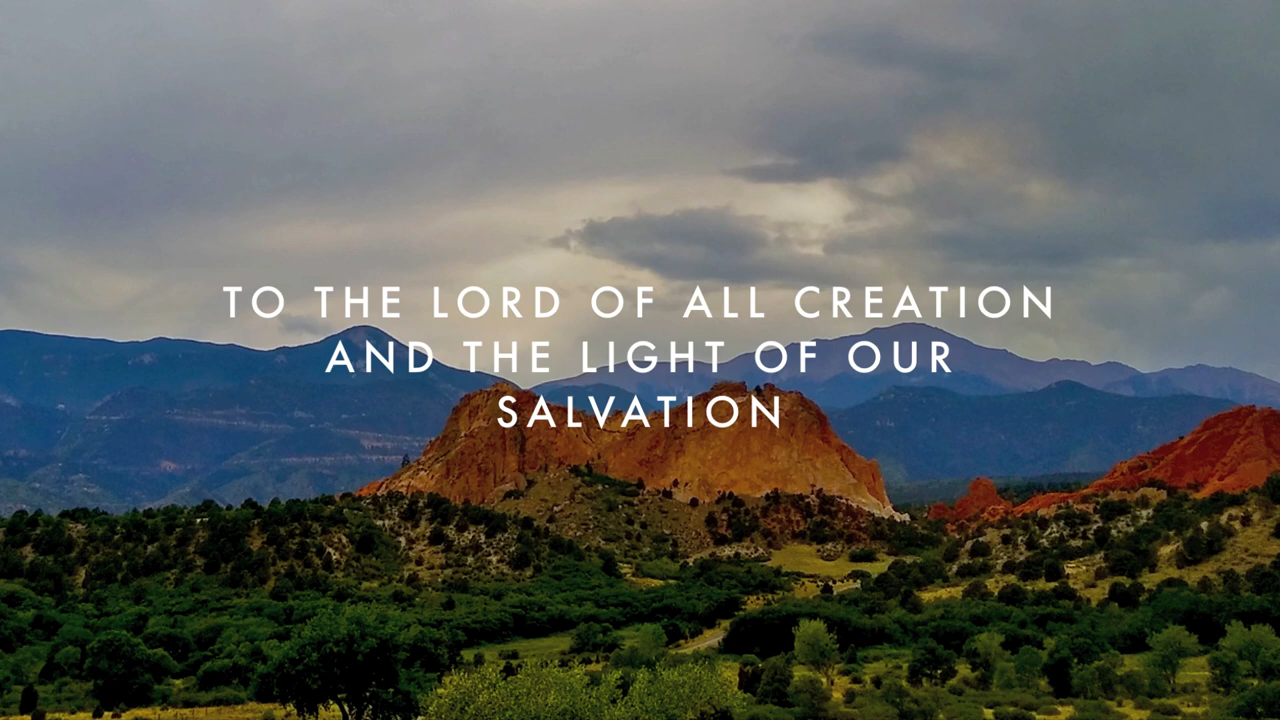 TO THE LORD OF ALL CREATION
AND THE LIGHT OF OUR
SALVATION